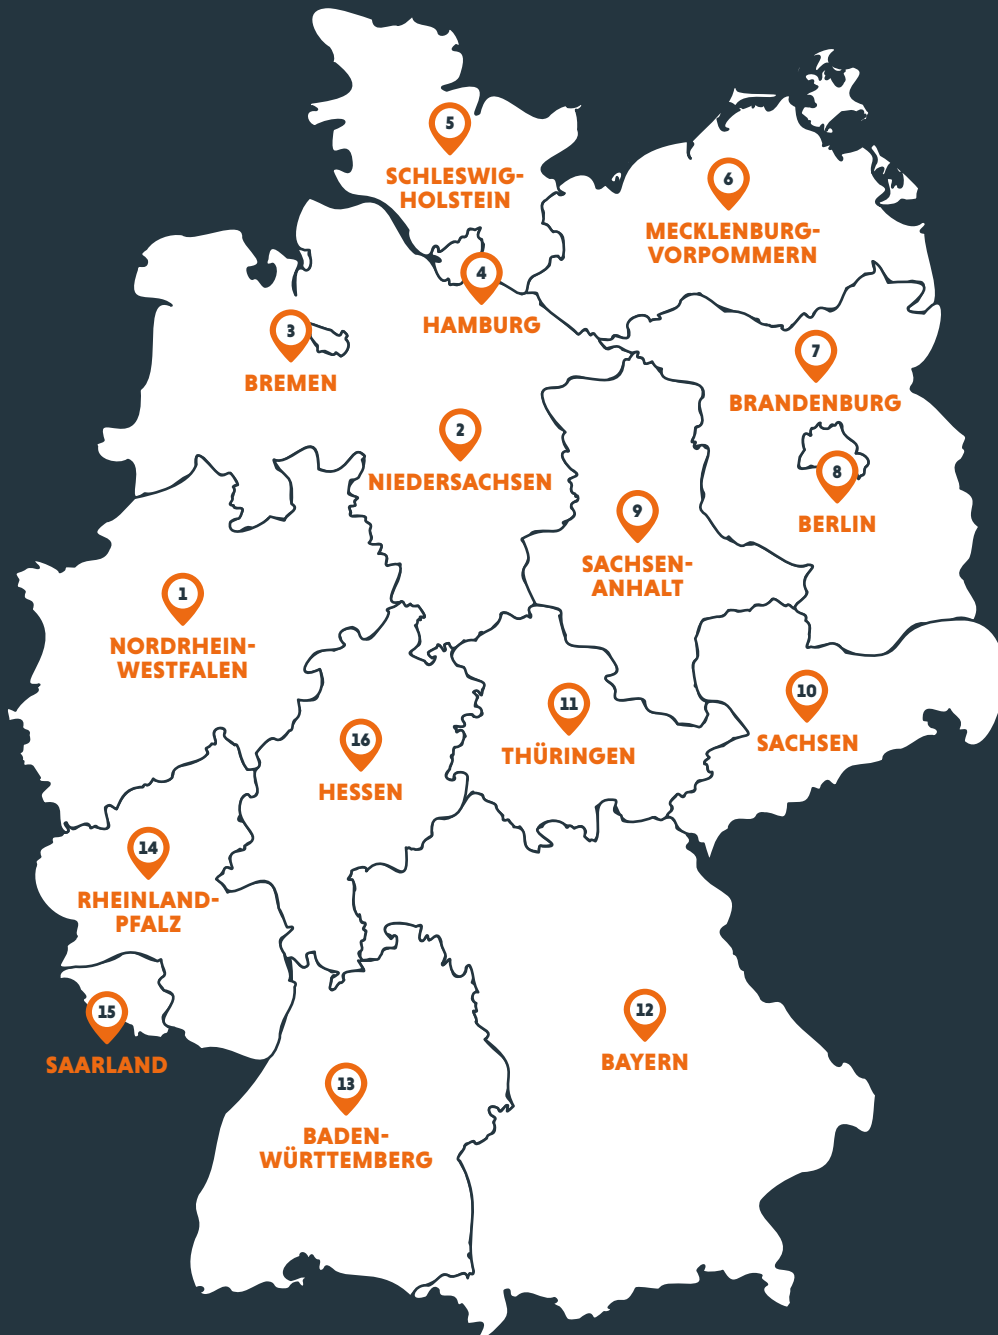 5
SCHLESWIG-
HOLSTEIN
6
MECKLENBURG-
VORPOMMERN
4
HAMBURG
3
BREMEN
7
BRANDENBURG
2
NIEDERSACHSEN
8
BERLIN
9
SACHSEN-
ANHALT
1
NORDRHEIN-
WESTFALEN
10
SACHSEN
11
THÜRINGEN
16
HESSEN
14
RHEINLAND-
PFALZ
15
SAARLAND
12
BAYERN
13
BADEN-
WÜRTTEMBERG